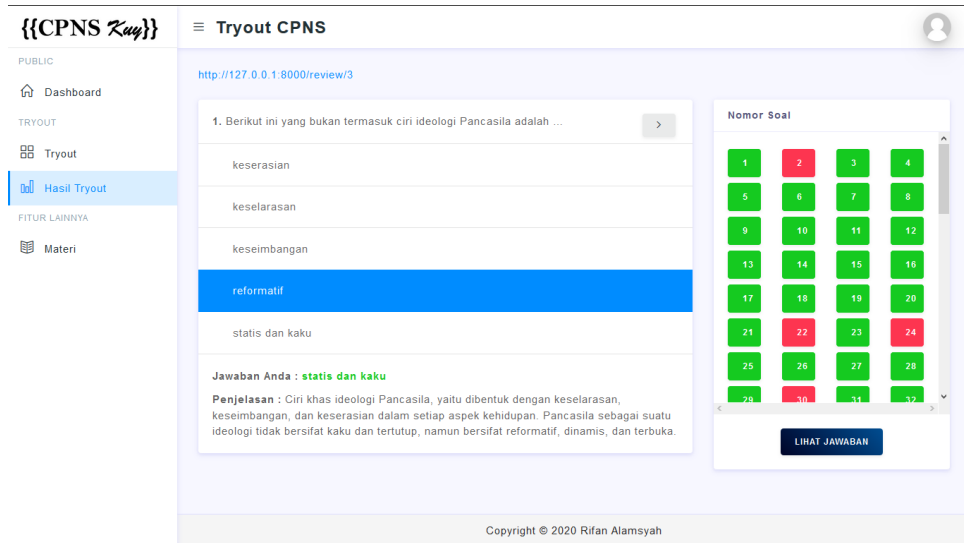 {{CPNS Kuy}}
≡ Tryout CPNS
PUBLIC
Dashboard
TRYOUT
Tryout
Hasil Tryout
FITUR LAINNYA
Materi
http://127.0.0.1:8000/review/3
1. Berikut ini yang bukan termasuk ciri ideologi Pancasila adalah ...
>
keserasian
keselarasan
keseimbangan
reformatif
statis dan kaku
Jawaban Anda : statis dan kaku
Penjelasan : Ciri khas ideologi Pancasila, yaitu dibentuk dengan keselarasan,
keseimbangan, dan keserasian dalam setiap aspek kehidupan. Pancasila sebagai suatu
ideologi tidak bersifat kaku dan tertutup, namun bersifat reformatif, dinamis, dan terbuka.
Nomor Soal
1 2 3 4
5 6 7 8
9 10 11 12
13 14 15 16
17 18 19 20
21 22 23 24
25 26 27 28
29 30 31 32
LIHAT JAWABAN
Copyright © 2020 Rifan Alamsyah